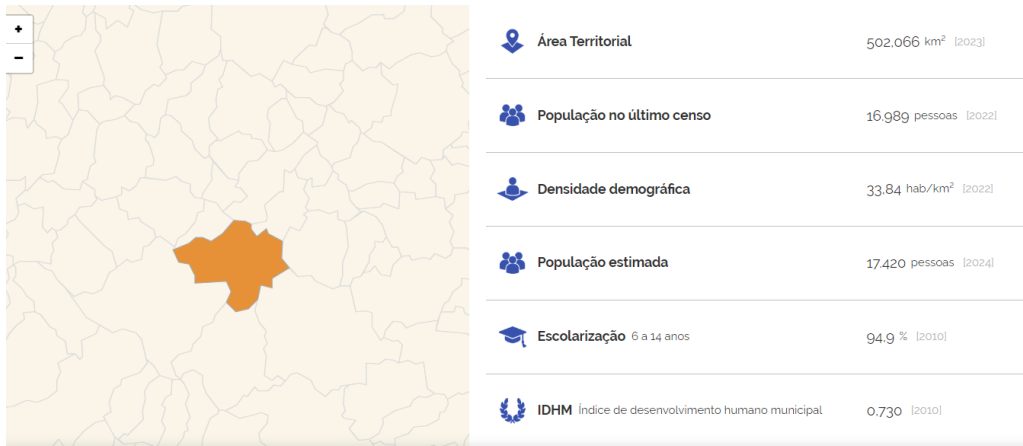 +
−
Área Territorial 502,066 km² [2023]
População no último censo 16.989 pessoas [2022]
Densidade demográfica 33,84 hab/km² [2022]
População estimada 17.420 pessoas [2024]
Escolarização 6 a 14 anos 94,9 % [2010]
IDHM Índice de desenvolvimento humano municipal 0,730 [2010]